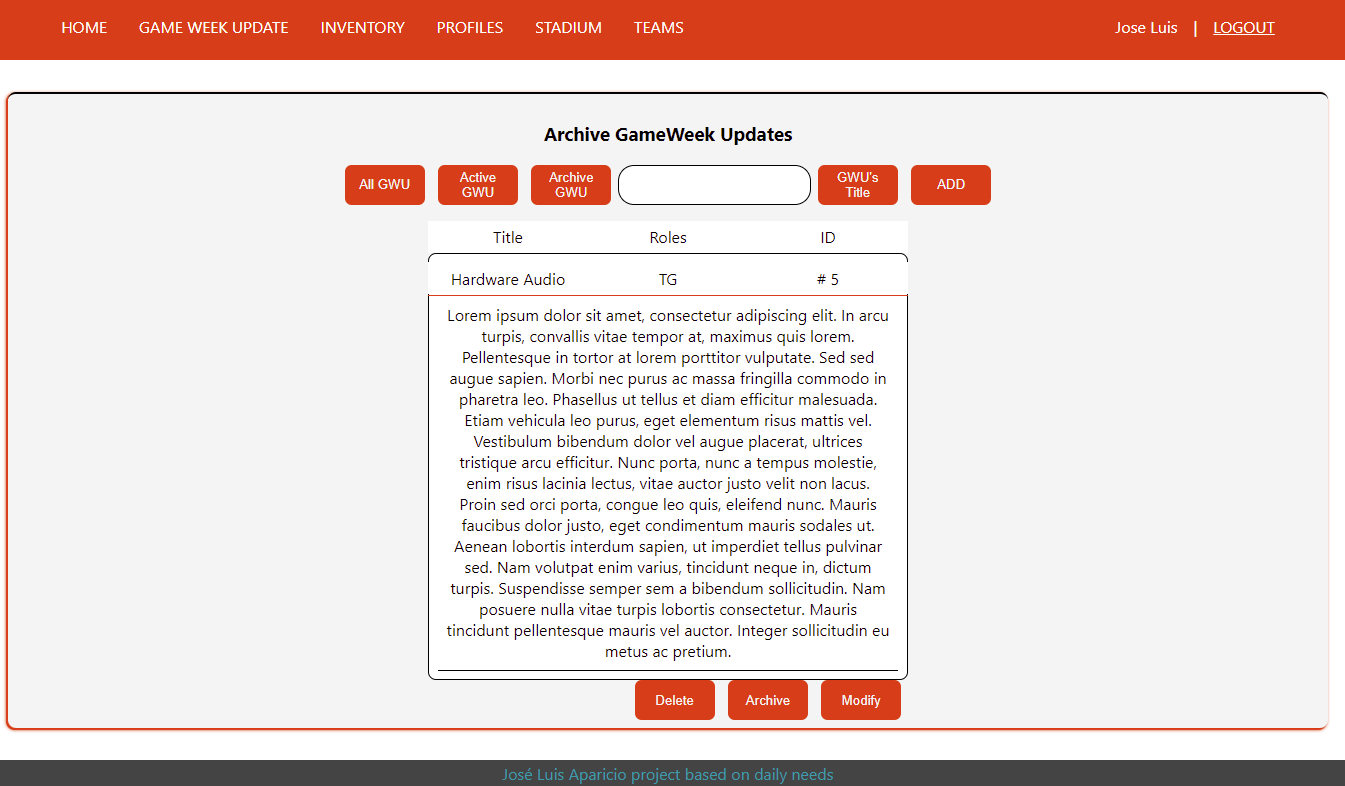 HOME GAME WEEK UPDATE INVENTORY PROFILES STADIUM TEAMS Jose Luis | LOGOUT
Archive GameWeek Updates
All GWU
Active
GWU
Archive
GWU
GWU's
Title
ADD
Title Roles ID
Hardware Audio TG # 5
Lorem ipsum dolor sit amet, consectetur adipiscing elit. In arcu
turpis, convallis vitae tempor at, maximus quis lorem.
Pellentesque in tortor at lorem porttitor vulputate. Sed sed
augue sapien. Morbi nec purus ac massa fringilla commodo in
pharetra leo. Phasellus ut tellus et diam efficitur malesuada.
Etiam vehicula leo purus, eget elementum risus mattis vel.
Vestibulum bibendum dolor vel augue placerat, ultrices
tristique arcu efficitur. Nunc porta, nunc a tempus molestie,
enim risus lacinia lectus, vitae auctor justo velit non lacus.
Proin sed orci porta, congue leo quis, eleifend nunc. Mauris
faucibus dolor justo, eget condimentum mauris sodales ut.
Aenean lobortis interdum sapien, ut imperdiet tellus pulvinar
sed. Nam volutpat enim varius, tincidunt neque in, dictum
turpis. Suspendisse semper sem a bibendum sollicitudin. Nam
posuere nulla vitae turpis lobortis consectetur. Mauris
tincidunt pellentesque mauris vel auctor. Integer sollicitudin eu
metus ac pretium.
Delete Archive Modify
José Luis Aparicio project based on daily needs